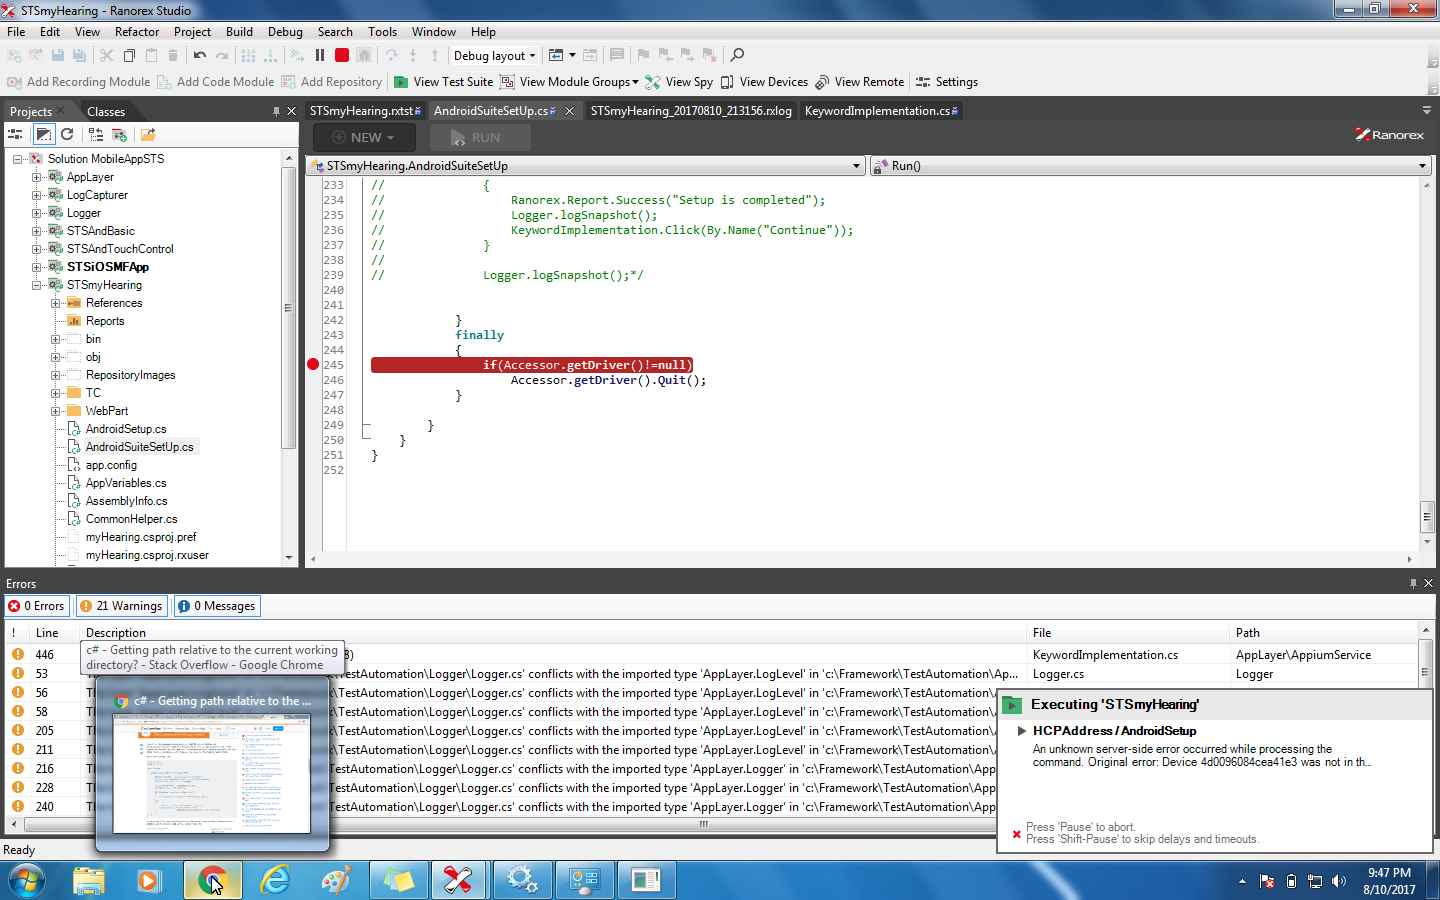 STSmyHearing - Ranorex Studio
File Edit View Refactor Project Build Debug Search Tools Window Help
Debug layout
Add Recording Module Add Code Module Add Repository View Test Suite View Module Groups View Spy View Devices View Remote Settings
Projects Classes
STSmyHearing.rxtst AndroidSuiteSetUp.cs STSmyHearing_20170810_213156.rxlog KeywordImplementation.cs
NEW RUN Ranorex
STSmyHearing.AndroidSuiteSetUp Run()
Solution MobileAppSTS
AppLayer
LogCapturer
Logger
STSAndBasic
STSAndTouchControl
STSiOSMFApp
STSmyHearing
References
Reports
bin
obj
RepositoryImages
TC
WebPart
AndroidSetup.cs
AndroidSuiteSetUp.cs
app.config
AppVariables.cs
AssemblyInfo.cs
CommonHelper.cs
myHearing.csproj.pref
myHearing.csproj.rxuser
233 // {
234 // Ranorex.Report.Success("Setup is completed");
235 // Logger.logSnapshot();
236 // KeywordImplementation.Click(By.Name("Continue"));
237 // }
238 //
239 // Logger.logSnapshot();*/
240
241
242 }
243 finally
244 {
245 if(Accessor.getDriver()!=null)
246 Accessor.getDriver().Quit();
247 }
248
249 }
250 }
251 }
252
Errors
0 Errors 21 Warnings 0 Messages
! Line Description File Path
446 3) KeywordImplementation.cs AppLayer\AppiumService
53 TestAutomation\Logger\Logger.cs' conflicts with the imported type 'AppLayer.LogLevel' in 'c:\Framework\TestAutomation\Ap... Logger.cs Logger
56 TestAutomation\Logger\Logger.cs' conflicts with the imported type 'AppLayer.LogLevel' in 'c:\Framework\TestAutomation\App
58 TestAutomation\Logger\Logger.cs' conflicts with the imported type 'AppLayer.LogLevel' in 'c:\Framework\TestAutomation\App
205 TestAutomation\Logger\Logger.cs' conflicts with the imported type 'AppLayer.LogLevel' in 'c:\Framework\TestAutomation\App
211 TestAutomation\Logger\Logger.cs' conflicts with the imported type 'AppLayer.LogLevel' in 'c:\Framework\TestAutomation\App
216 TestAutomation\Logger\Logger.cs' conflicts with the imported type 'AppLayer.Logger' in 'c:\Framework\TestAutomation\App
228 TestAutomation\Logger\Logger.cs' conflicts with the imported type 'AppLayer.Logger' in 'c:\Framework\TestAutomation\App
240 TestAutomation\Logger\Logger.cs' conflicts with the imported type 'AppLayer.Logger' in 'c:\Framework\TestAutomation\App
c# - Getting path relative to the current working
directory? - Stack Overflow - Google Chrome
c# - Getting path relative to the ...
Executing 'STSmyHearing'
HCPAddress / AndroidSetup
An unknown server-side error occurred while processing the
command. Original error: Device 4d0096084cea41e3 was not in th...
Press 'Pause' to abort.
Press 'Shift-Pause' to skip delays and timeouts.
Ready
9:47 PM
8/10/2017